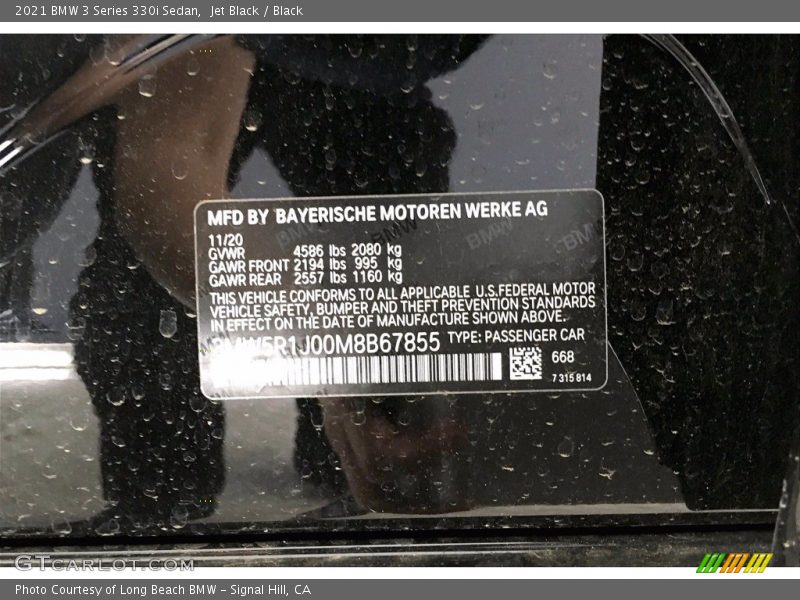 2021 BMW 3 Series 330i Sedan, Jet Black / Black
MFD BY BAYERISCHE MOTOREN WERKE AG
11/20
GVWR 4586 lbs 2080 kg
GAWR FRONT 2194 lbs 995 kg
GAWR REAR 2557 lbs 1160 kg
THIS VEHICLE CONFORMS TO ALL APPLICABLE U.S.FEDERAL MOTOR
VEHICLE SAFETY, BUMPER AND THEFT PREVENTION STANDARDS
IN EFFECT ON THE DATE OF MANUFACTURE SHOWN ABOVE.
3MW5R1J00M8B67855 TYPE: PASSENGER CAR
668
7 315 814
GTCARLOT.COM
Photo Courtesy of Long Beach BMW – Signal Hill, CA